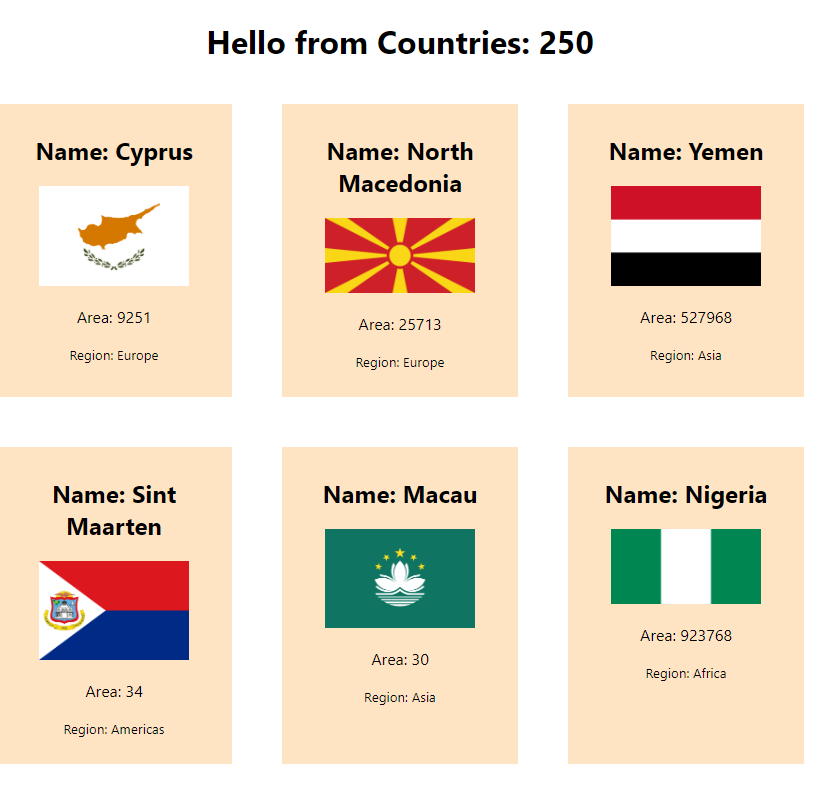 Hello from Countries: 250
Name: Cyprus
Area: 9251
Region: Europe
Name: North
Macedonia
Area: 25713
Region: Europe
Name: Yemen
Area: 527968
Region: Asia
Name: Sint
Maarten
Area: 34
Region: Americas
Name: Macau
Area: 30
Region: Asia
Name: Nigeria
Area: 923768
Region: Africa